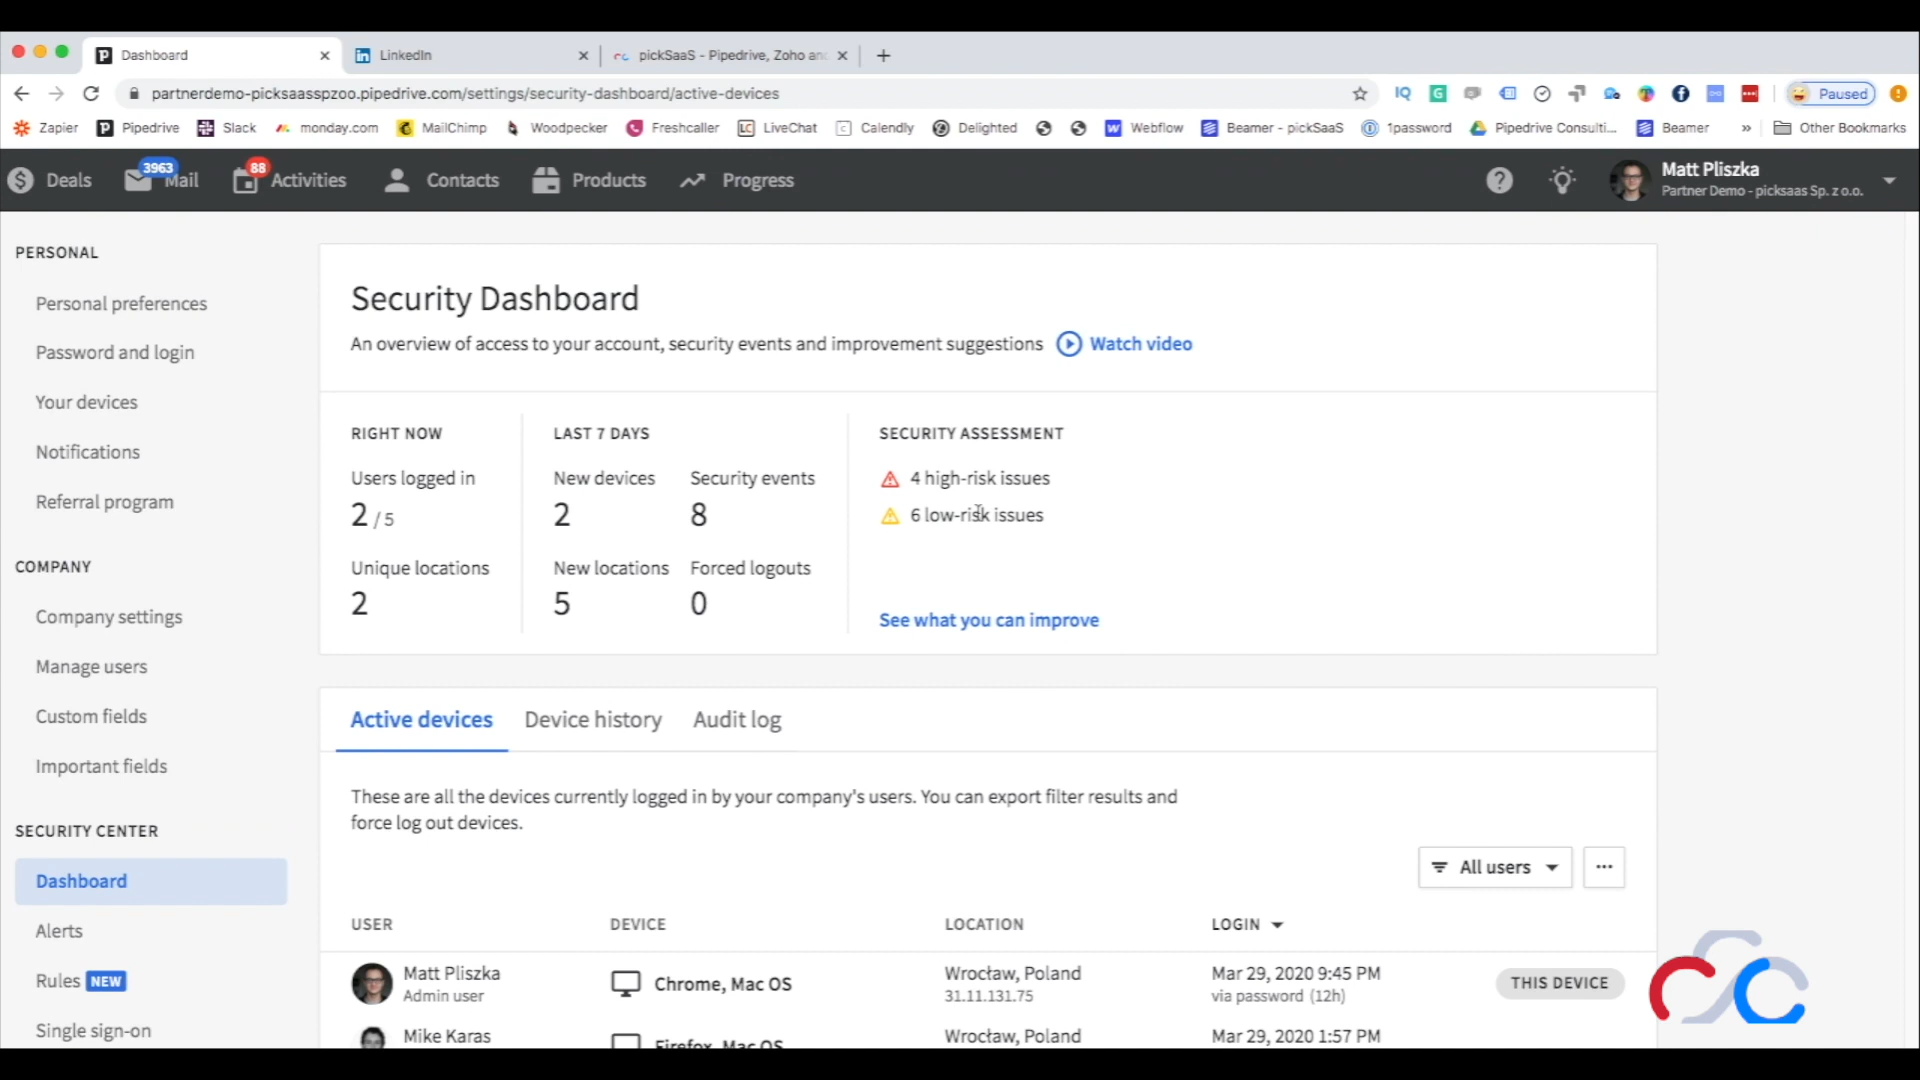 Dashboard
LinkedIn
pickSaaS - Pipedrive, Zoho an
partnerdemo-picksaasspzoo.pipedrive.com/settings/security-dashboard/active-devices
IQ
Paused
Zapier
Pipedrive
Slack
monday.com
MailChimp
Woodpecker
Freshcaller
LiveChat
Calendly
Delighted
Webflow
Beamer - pickSaaS
1password
Pipedrive Consulti...
Beamer
»
Other Bookmarks
Deals
3963
Mail
88
Activities
Contacts
Products
Progress
Matt Pliszka
Partner Demo - picksaas Sp. z o.o.
PERSONAL
Personal preferences
Password and login
Your devices
Notifications
Referral program
COMPANY
Company settings
Manage users
Custom fields
Important fields
SECURITY CENTER
Dashboard
Alerts
Rules NEW
Single sign-on
Security Dashboard
An overview of access to your account, security events and improvement suggestions
Watch video
RIGHT NOW
Users logged in
2 / 5
Unique locations
2
LAST 7 DAYS
New devices
2
Security events
8
New locations
5
Forced logouts
0
SECURITY ASSESSMENT
4 high-risk issues
6 low-risk issues
See what you can improve
Active devices
Device history
Audit log
These are all the devices currently logged in by your company's users. You can export filter results and
force log out devices.
All users
...
USER
DEVICE
LOCATION
LOGIN
Matt Pliszka
Admin user
Chrome, Mac OS
Wrocław, Poland
31.11.131.75
Mar 29, 2020 9:45 PM
via password (12h)
THIS DEVICE
Mike Karas
Firefox, Mac OS
Wrocław, Poland
Mar 29, 2020 1:57 PM